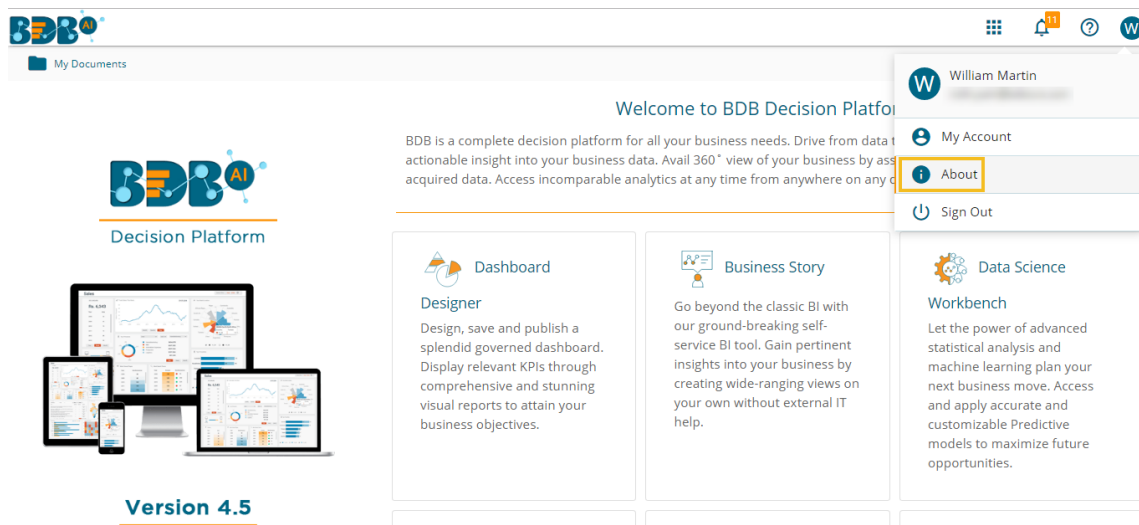 BDB AI
11
W
My Documents
W
William Martin
My Account
About
Sign Out
Welcome to BDB Decision Platfo
BDB is a complete decision platform for all your business needs. Drive from data t
actionable insight into your business data. Avail 360° view of your business by ass
acquired data. Access incomparable analytics at any time from anywhere on any
BDB AI
Decision Platform
Version 4.5
Dashboard
Designer
Design, save and publish a
splendid governed dashboard.
Display relevant KPIs through
comprehensive and stunning
visual reports to attain your
business objectives.
Business Story
Go beyond the classic BI with
our ground-breaking self-
service BI tool. Gain pertinent
insights into your business by
creating wide-ranging views on
your own without external IT
help.
Data Science
Workbench
Let the power of advanced
statistical analysis and
machine learning plan your
next business move. Access
and apply accurate and
customizable Predictive
models to maximize future
opportunities.